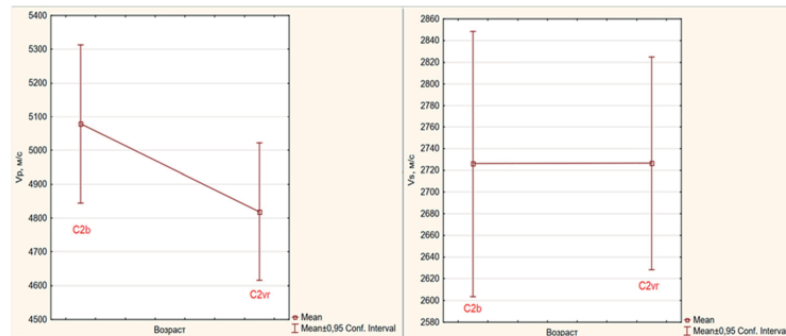 5400
5300
5200
5100
5000
4900
4800
4700
4600
4500
Vp, м/с
C2b
C2vr
Возраст
Mean
Mean±0,95 Conf. Interval
2860
2840
2820
2800
2780
2760
2740
2720
2700
2680
2660
2640
2620
2600
2580
Vs, м/с
C2b
C2vr
Возраст
Mean
Mean±0,95 Conf. Interval